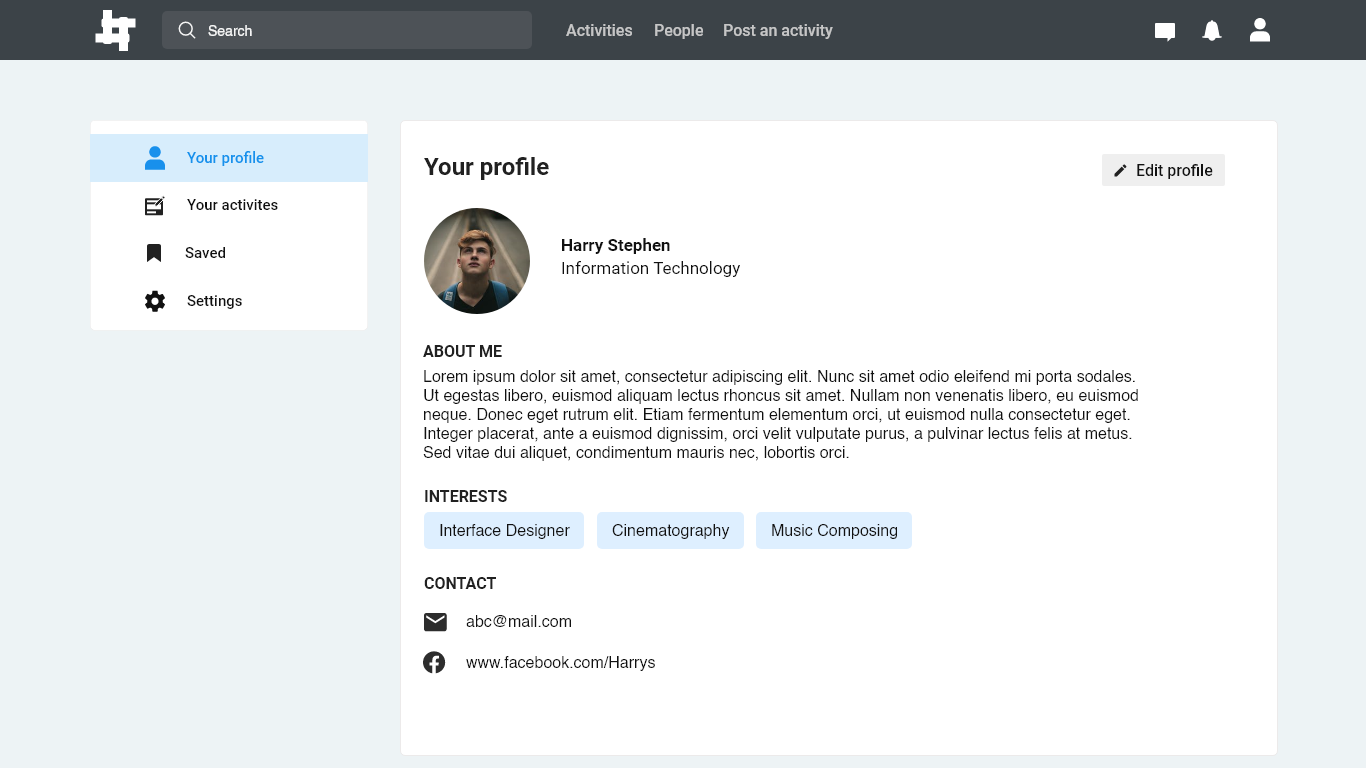 Search
Activities People Post an activity
Your profile
Your activites
Saved
Settings
Your profile
Edit profile
Harry Stephen
Information Technology
ABOUT ME
Lorem ipsum dolor sit amet, consectetur adipiscing elit. Nunc sit amet odio eleifend mi porta sodales.
Ut egestas libero, euismod aliquam lectus rhoncus sit amet. Nullam non venenatis libero, eu euismod
neque. Donec eget rutrum elit. Etiam fermentum elementum orci, ut euismod nulla consectetur eget.
Integer placerat, ante a euismod dignissim, orci velit vulputate purus, a pulvinar lectus felis at metus.
Sed vitae dui aliquet, condimentum mauris nec, lobortis orci.
INTERESTS
Interface Designer Cinematography Music Composing
CONTACT
abc@mail.com
www.facebook.com/Harrys